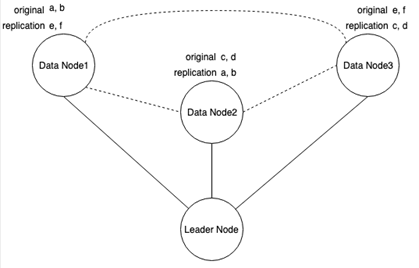 original a, b
replication e, f
Data Node1
original c, d
replication a, b
Data Node2
original e, f
replication c, d
Data Node3
Leader Node